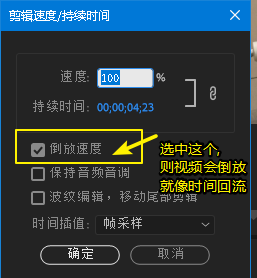 剪辑速度/持续时间
速度: 100 %
持续时间: 00;00;04;23
倒放速度
选中这个,
则视频会倒放
就像时间回流
保持音频音调
波纹编辑，移动尾部剪辑
时间插值: 帧采样
确定 取消